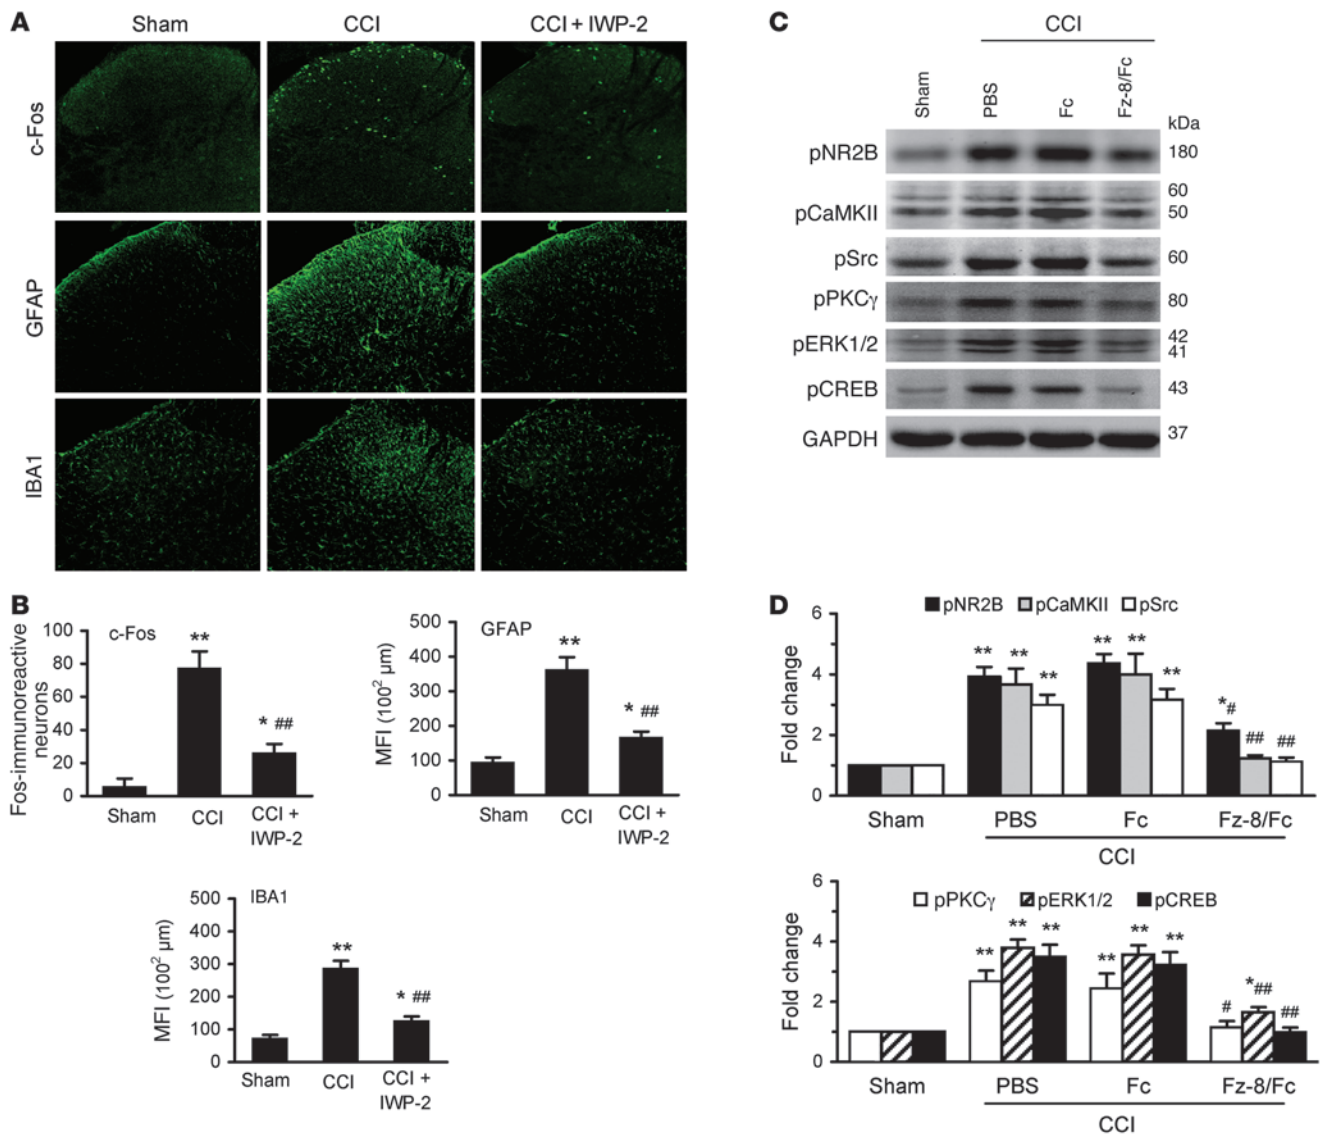 A
Sham CCI CCI + IWP-2
c-Fos
GFAP
IBA1
B
Fos-immunoreactive
neurons
c-Fos
100
80
60
40
20
0
**
* ##
Sham CCI CCI +
IWP-2
MFI (100² µm)
GFAP
500
400
300
200
100
0
**
* ##
Sham CCI CCI +
IWP-2
MFI (100² µm)
IBA1
500
400
300
200
100
0
**
* ##
Sham CCI CCI +
IWP-2
C
CCI
Sham PBS Fc Fz-8/Fc
kDa
pNR2B 180
60
pCaMKII 50
pSrc 60
pPKCγ 80
pERK1/2 42
41
pCREB 43
GAPDH 37
D
pNR2B pCaMKII pSrc
Fold change
6
4
2
0
** ** ** ** ** ** *# ## ##
Sham PBS Fc Fz-8/Fc
CCI
pPKCγ pERK1/2 pCREB
Fold change
6
4
2
0
** ** ** ** ** ** # *## ##
Sham PBS Fc Fz-8/Fc
CCI